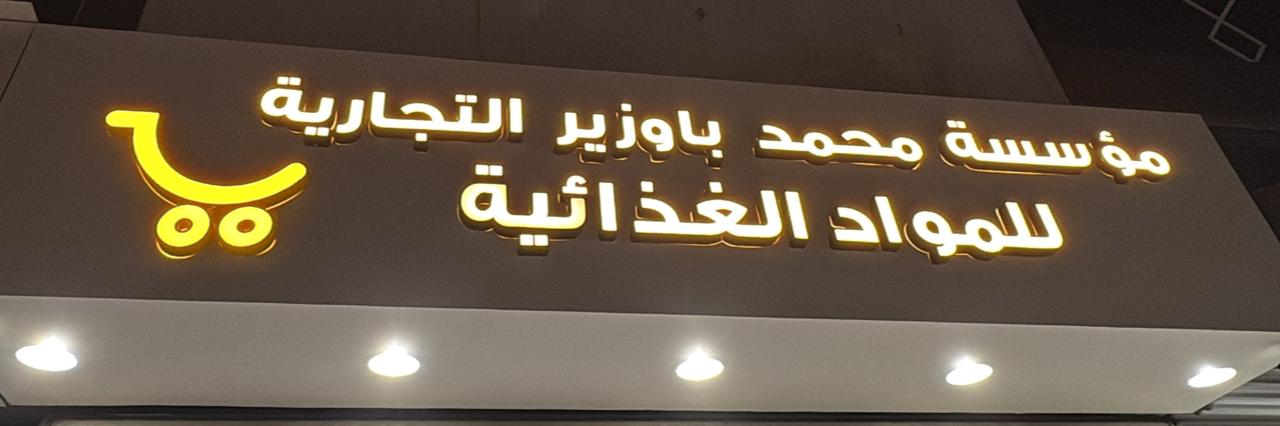 مؤسسة محمد باوزير التجارية
للمواد الغذائية